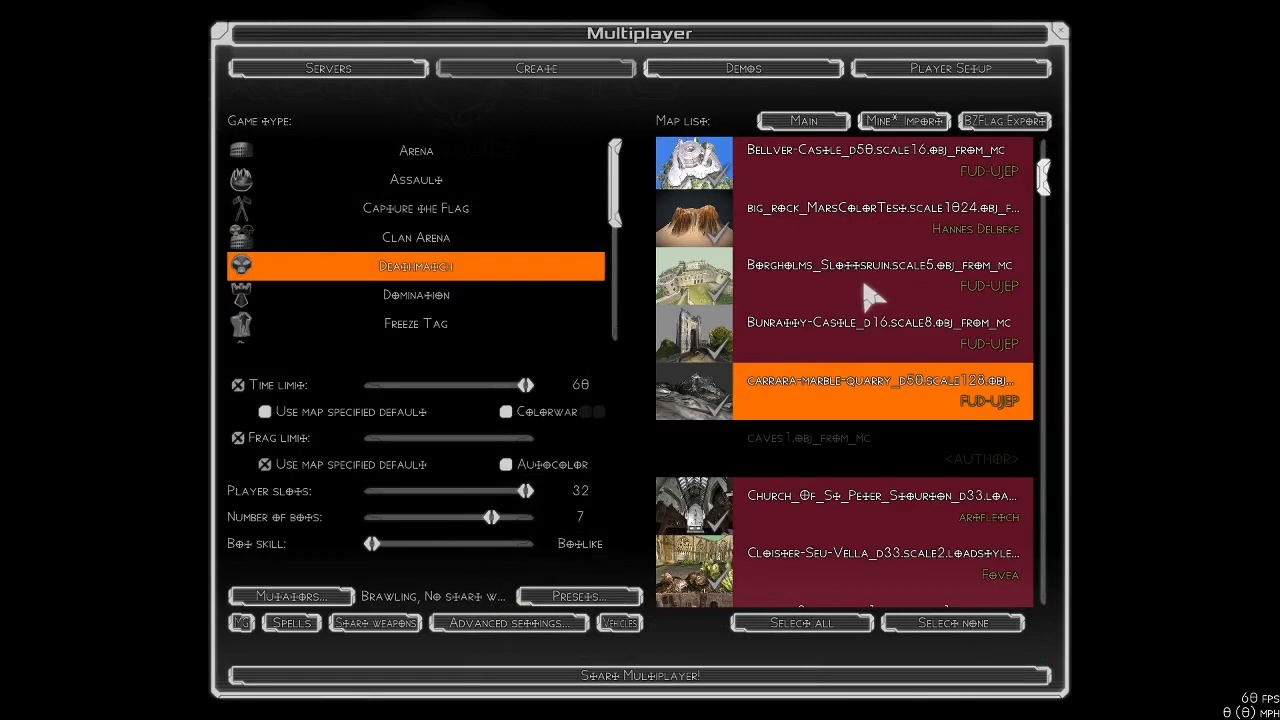 Multiplayer
Servers
Create
Demos
Player Setup
Game type:
Map list:
Main
Mine* Import
BZFlag Export
Arena
Assault
Capture the Flag
Clan Arena
Deathmatch
Domination
Freeze Tag
Bellver-Castle_d50.scale16.obj_from_mc
FUD-UJEP
big_rock_MarsColorTest.scale1024.obj_f...
Hannes Delbeke
Borgholms_Slottsruin.scale5.obj_from_mc
FUD-UJEP
Bunratty-Castle_d16.scale8.obj_from_mc
FUD-UJEP
carrara-marble-quarry_d50.scale128.obj...
FUD-UJEP
caves1.obj_from_mc
<AUTHOR>
Church_Of_St_Peter_Stourton_d33.loa...
artfletch
Cloister-Seu-Vella_d33.scale2.loadstyle...
Fovea
Time limit: 60
Use map specified default
Colorwar
Frag limit:
Use map specified default
Autocolor
Player slots: 32
Number of bots: 7
Bot skill: Botlike
Mutators...
Brawling, No start w...
Presets...
MG
Spells
Start weapons
Advanced settings...
Vehicles
Select all
Select none
Start Multiplayer!
60 FPS
0 (0) MPH